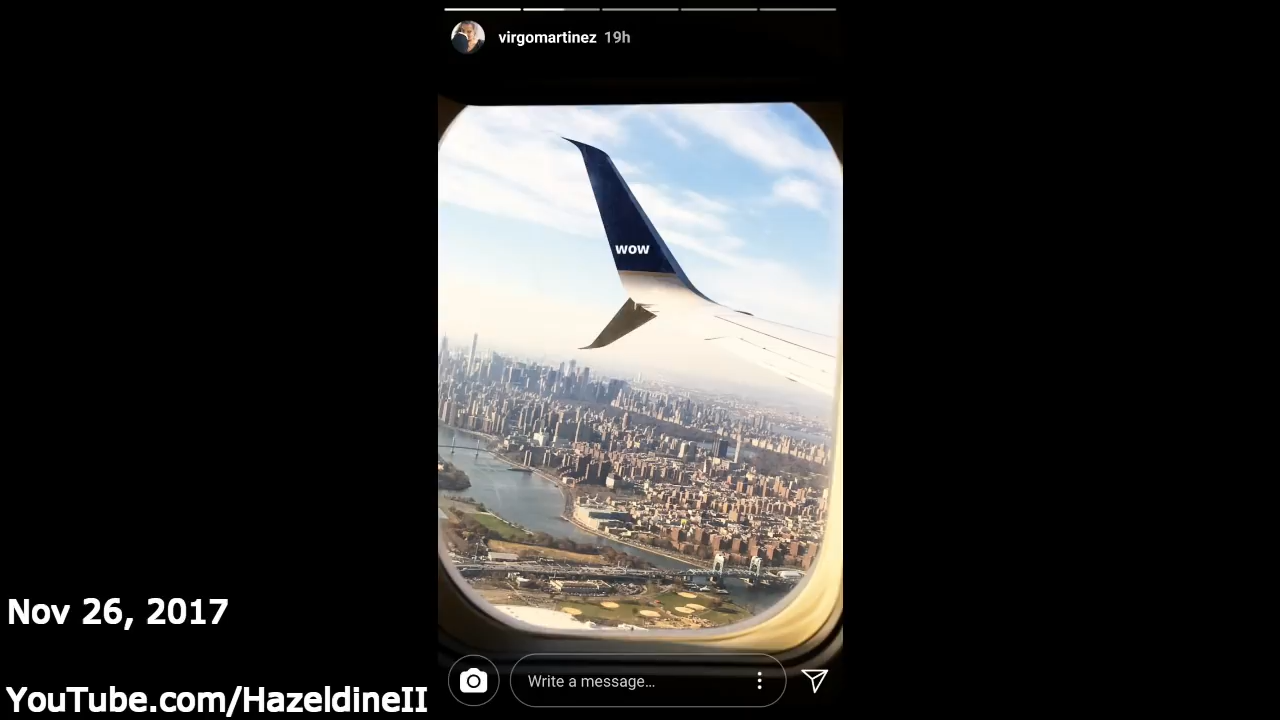 virgomartinez 19h
wow
Nov 26, 2017
Write a message...
YouTube.com/HazeldineII